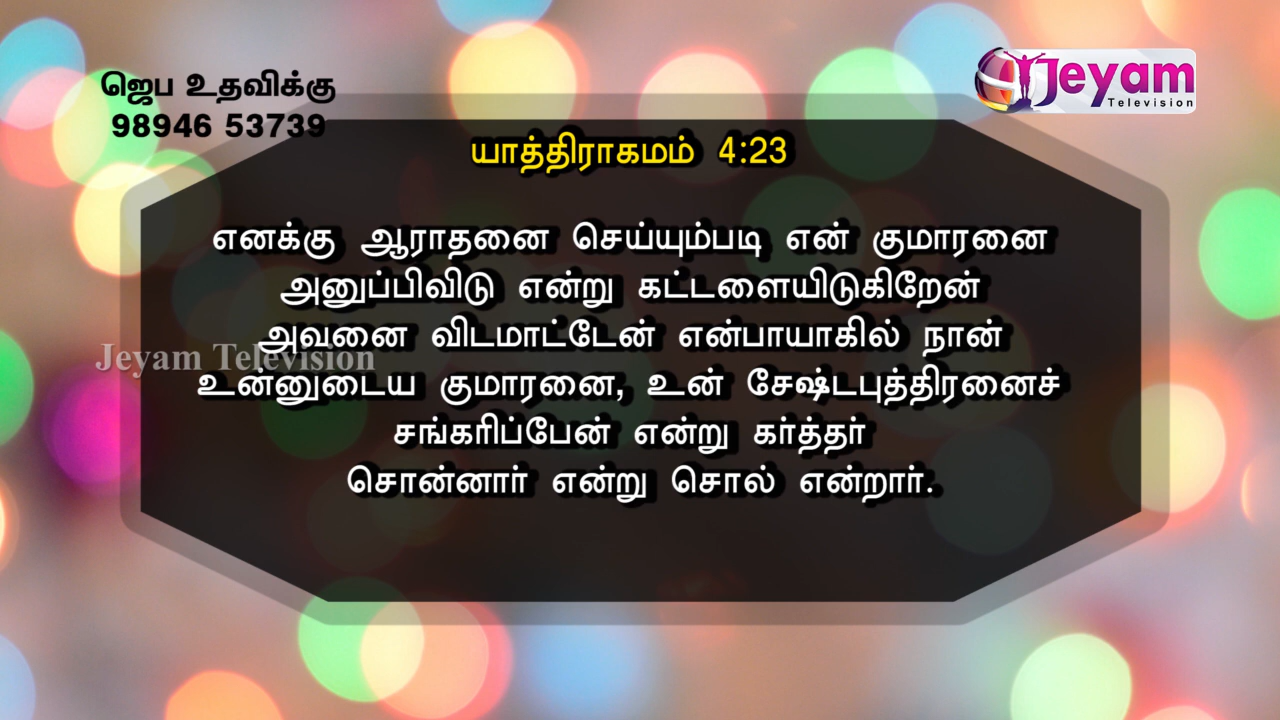 ஜெப உதவிக்கு
98946 53739
Jeyam
Television
யாத்திராகமம் 4:23
எனக்கு ஆராதனை செய்யும்படி என் குமாரனை
அனுப்பிவிடு என்று கட்டளையிடுகிறேன்
அவனை விடமாட்டேன் என்பாயாகில் நான்
Jeyam Television
உன்னுடைய குமாரனை, உன் சேஷ்டபுத்திரனைச்
சங்கரிப்பேன் என்று கர்த்தர்
சொன்னார் என்று சொல் என்றார்.